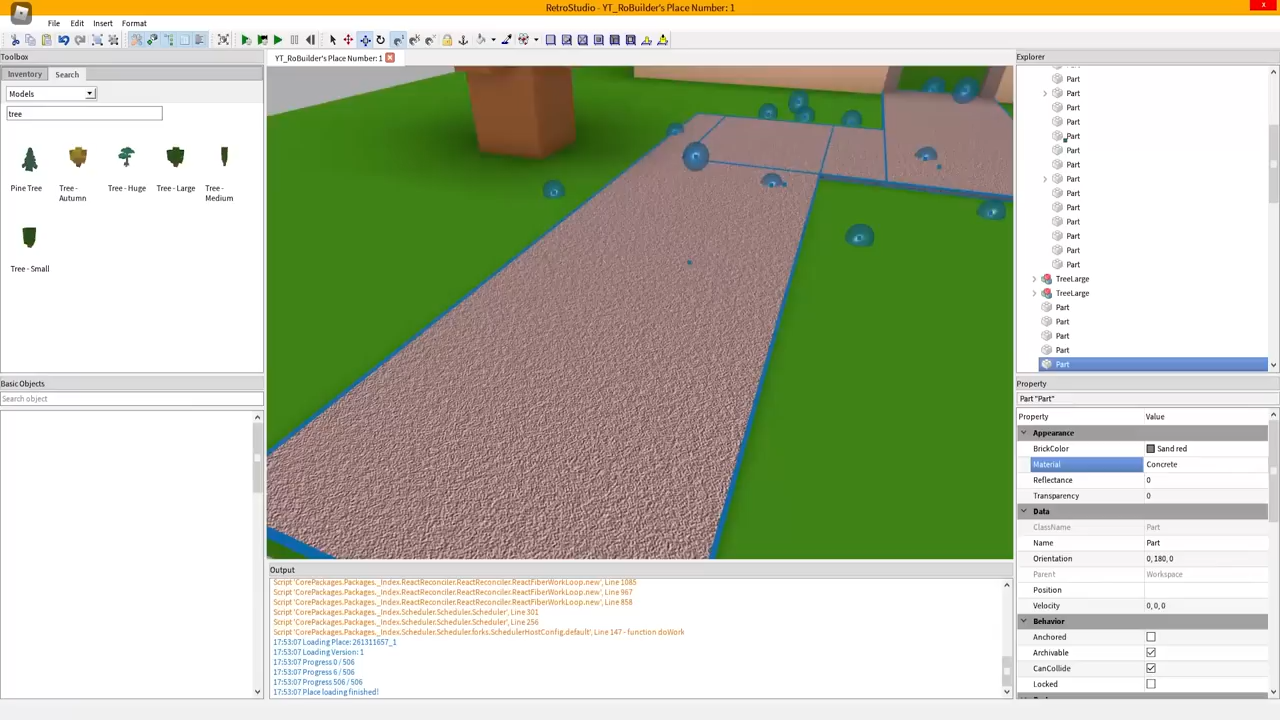 RetroStudio - YT_RoBuilder's Place Number: 1
x
File Edit Insert Format
Toolbox
YT_RoBuilder's Place Number: 1
Explorer
Inventory Search
Models
tree
Pine Tree
Tree - Autumn
Tree - Huge
Tree - Large
Tree - Medium
Tree - Small
Basic Objects
Search object
Part
Part
Part
Part
Part
Part
Part
Part
Part
Part
Part
Part
Part
Part
TreeLarge
TreeLarge
Part
Part
Part
Part
Part
Property
Part "Part"
Property Value
Appearance
BrickColor Sand red
Material Concrete
Reflectance 0
Transparency 0
Data
ClassName Part
Name Part
Orientation 0, 180, 0
Parent Workspace
Position
Velocity 0, 0, 0
Behavior
Anchored
Archivable
CanCollide
Locked
Output
Script 'CorePackages.Packages._Index.ReactReconciler.ReactReconciler.ReactFiberWorkLoop.new', Line 1085
Script 'CorePackages.Packages._Index.ReactReconciler.ReactReconciler.ReactFiberWorkLoop.new', Line 967
Script 'CorePackages.Packages._Index.ReactReconciler.ReactReconciler.ReactFiberWorkLoop.new', Line 858
Script 'CorePackages.Packages._Index.Scheduler.Scheduler.Scheduler', Line 301
Script 'CorePackages.Packages._Index.Scheduler.Scheduler.Scheduler', Line 256
Script 'CorePackages.Packages._Index.Scheduler.Scheduler.forks.SchedulerHostConfig.default', Line 147 - function doWork
17:53:07 Loading Place: 261311657_1
17:53:07 Loading Version: 1
17:53:07 Progress 0 / 506
17:53:07 Progress 6 / 506
17:53:07 Progress 506 / 506
17:53:07 Place loading finished!